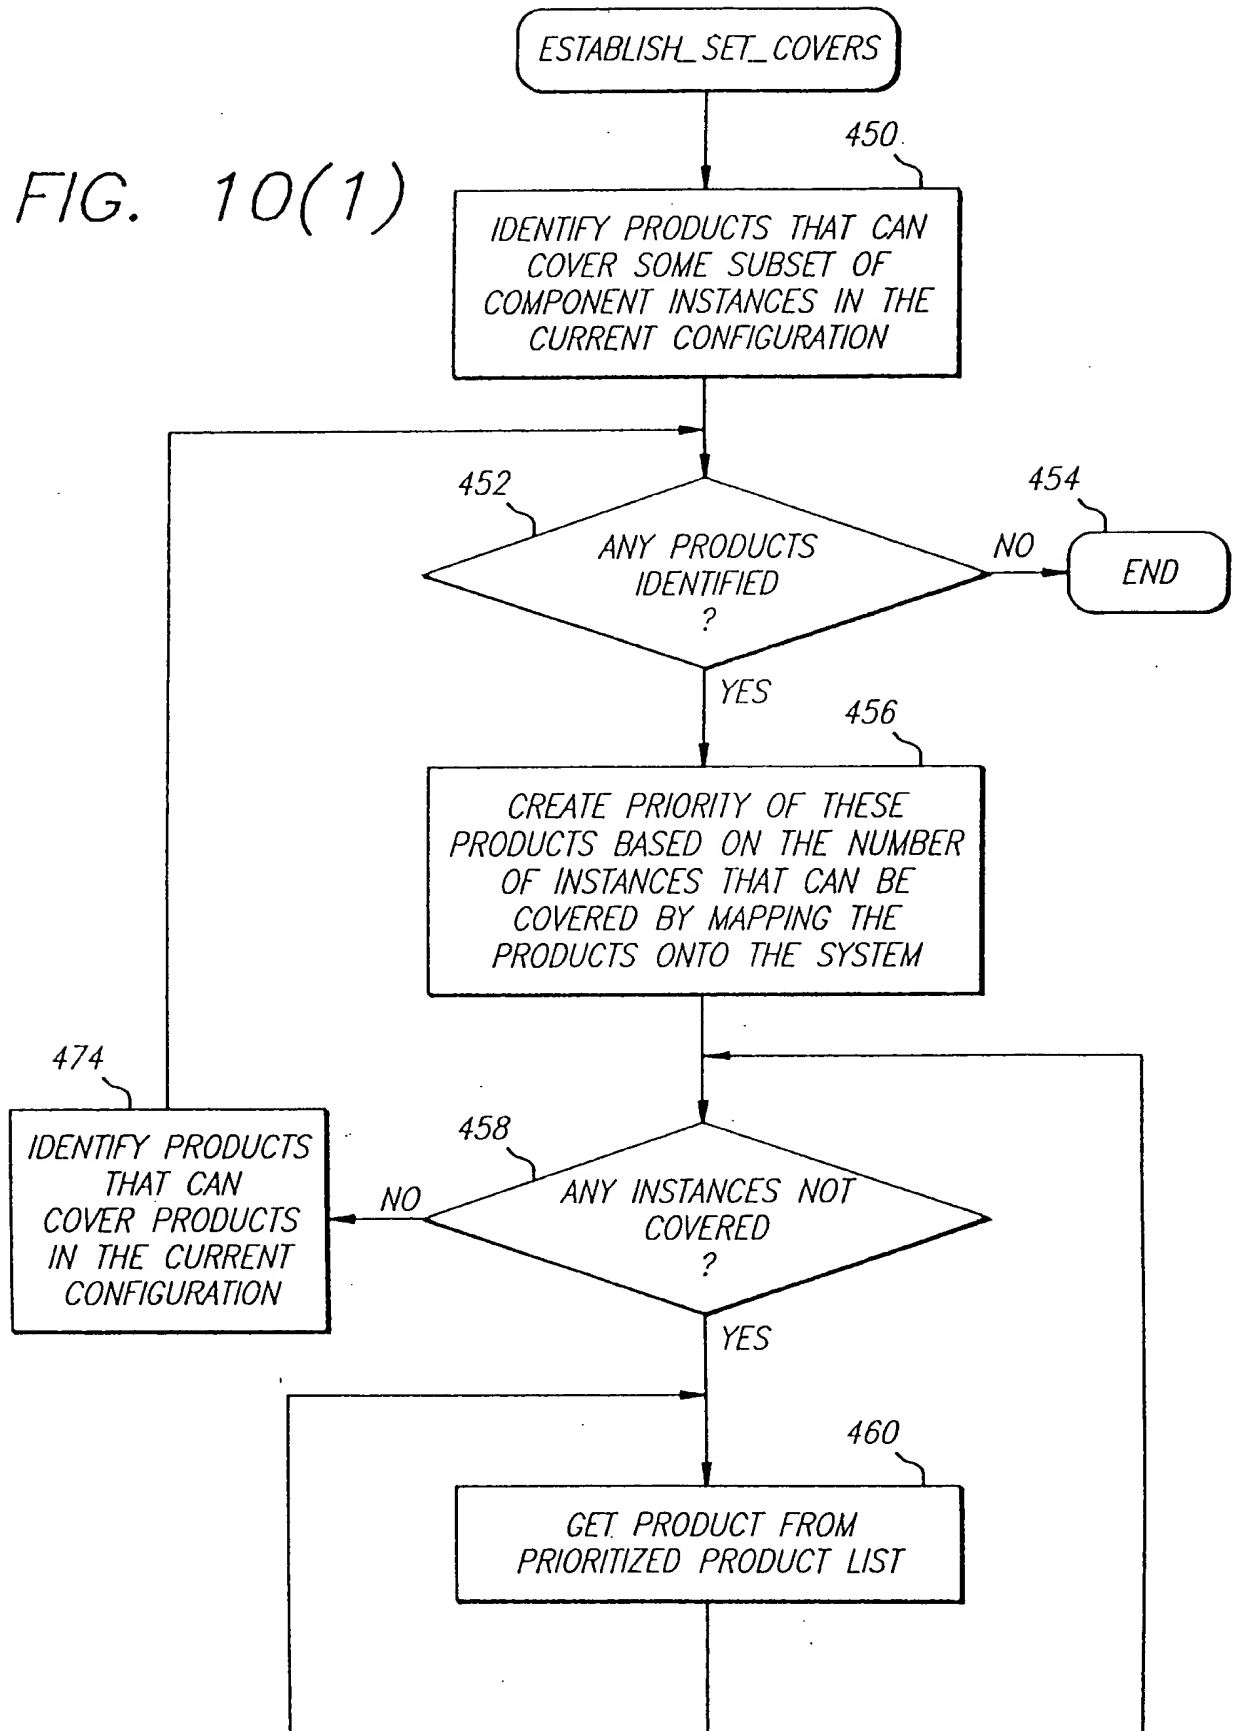 ESTABLISH_SET_COVERS
FIG. 10(1)
450
IDENTIFY PRODUCTS THAT CAN
COVER SOME SUBSET OF
COMPONENT INSTANCES IN THE
CURRENT CONFIGURATION
452
ANY PRODUCTS
IDENTIFIED
?
NO
454
END
YES
456
CREATE PRIORITY OF THESE
PRODUCTS BASED ON THE NUMBER
OF INSTANCES THAT CAN BE
COVERED BY MAPPING THE
PRODUCTS ONTO THE SYSTEM
474
IDENTIFY PRODUCTS
THAT CAN
COVER PRODUCTS
IN THE CURRENT
CONFIGURATION
NO
458
ANY INSTANCES NOT
COVERED
?
YES
460
GET PRODUCT FROM
PRIORITIZED PRODUCT LIST